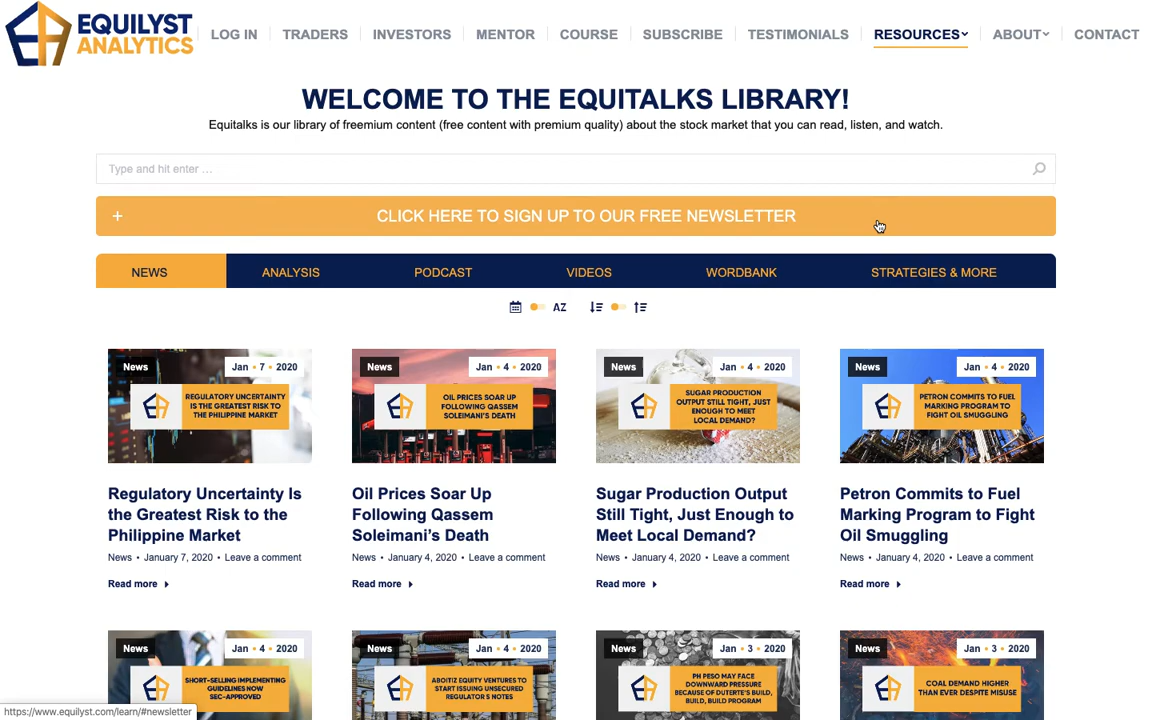 EQUILYST
ANALYTICS
LOG IN
TRADERS
INVESTORS
MENTOR
COURSE
SUBSCRIBE
TESTIMONIALS
RESOURCES
ABOUT
CONTACT
WELCOME TO THE EQUITALKS LIBRARY!
Equitalks is our library of freemium content (free content with premium quality) about the stock market that you can read, listen, and watch.
Type and hit enter …
+ CLICK HERE TO SIGN UP TO OUR FREE NEWSLETTER
NEWS
ANALYSIS
PODCAST
VIDEOS
WORDBANK
STRATEGIES & MORE
AZ
News
Jan • 7 • 2020
REGULATORY UNCERTAINTY
IS THE GREATEST RISK TO
THE PHILIPPINE MARKET
Regulatory Uncertainty Is
the Greatest Risk to the
Philippine Market
News • January 7, 2020 • Leave a comment
Read more
News
Jan • 4 • 2020
OIL PRICES SOAR UP
FOLLOWING QASSEM
SOLEIMANI'S DEATH
Oil Prices Soar Up
Following Qassem
Soleimani’s Death
News • January 4, 2020 • Leave a comment
Read more
News
Jan • 4 • 2020
SUGAR PRODUCTION
OUTPUT STILL TIGHT, JUST
ENOUGH TO MEET
LOCAL DEMAND?
Sugar Production Output
Still Tight, Just Enough to
Meet Local Demand?
News • January 4, 2020 • Leave a comment
Read more
News
Jan • 4 • 2020
PETRON COMMITS TO FUEL
MARKING PROGRAM TO
FIGHT OIL SMUGGLING
Petron Commits to Fuel
Marking Program to Fight
Oil Smuggling
News • January 4, 2020 • Leave a comment
Read more
News
Jan • 4 • 2020
SHORT-SELLING IMPLEMENTING
GUIDELINES NOW
SEC-APPROVED
News
Jan • 4 • 2020
ABOITIZ EQUITY VENTURES TO
START ISSUING UNSECURED
REGULATOR'S NOTES
News
Jan • 3 • 2020
PH PESO MAY FACE
DOWNWARD PRESSURE
BECAUSE OF DUTERTE'S BUILD,
BUILD, BUILD PROGRAM
News
Jan • 3 • 2020
COAL DEMAND HIGHER
THAN EVER DESPITE MISUSE
https://www.equilyst.com/learn/#newsletter